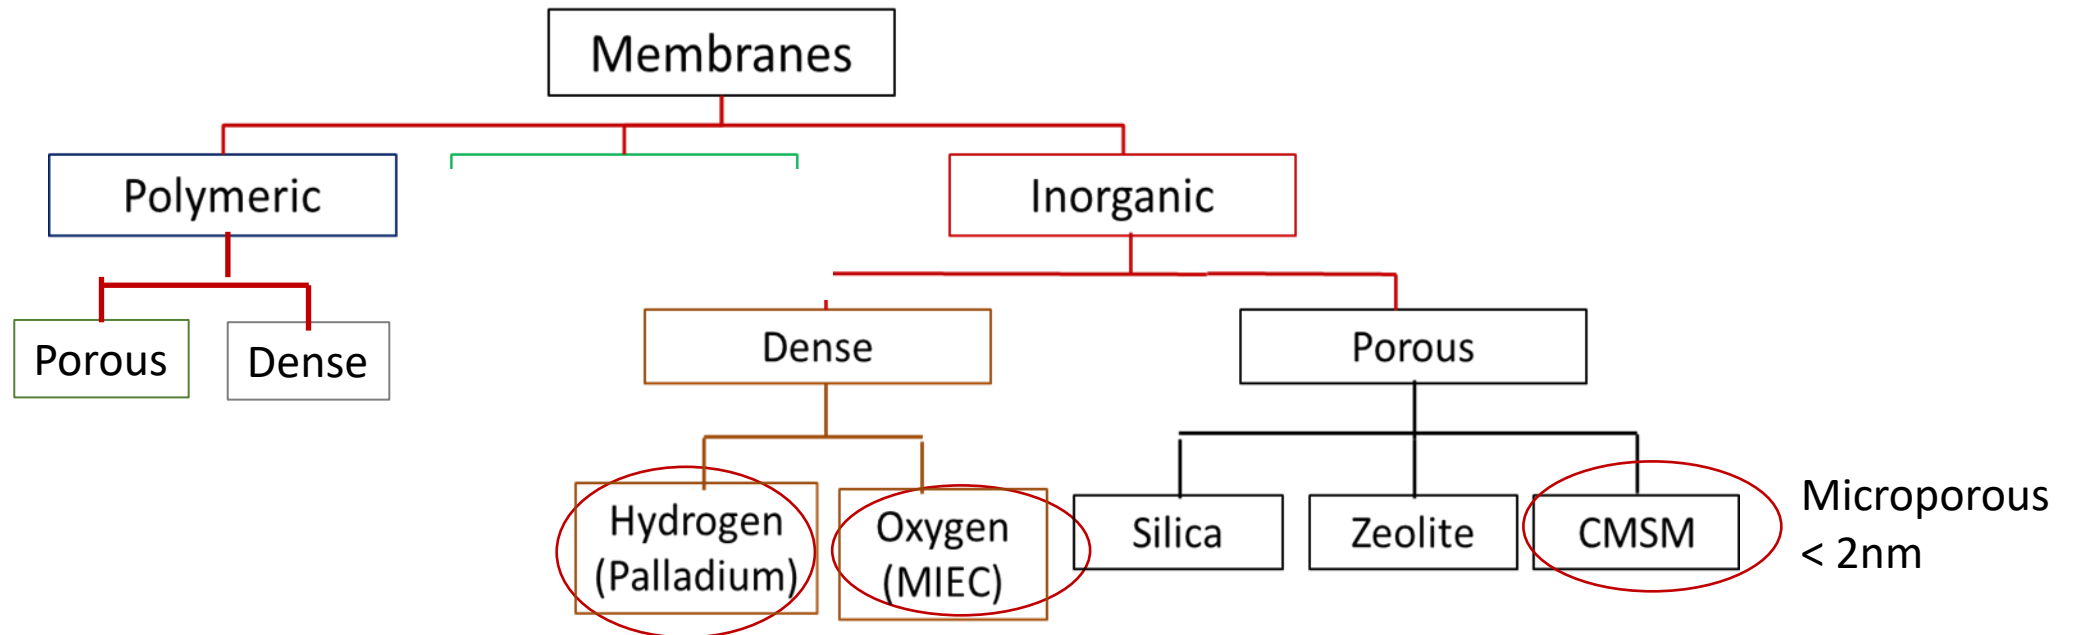 Membranes
Polymeric
Inorganic
Porous
Dense
Dense
Porous
Hydrogen
(Palladium)
Oxygen
(MIEC)
Silica
Zeolite
CMSM
Microporous
< 2nm